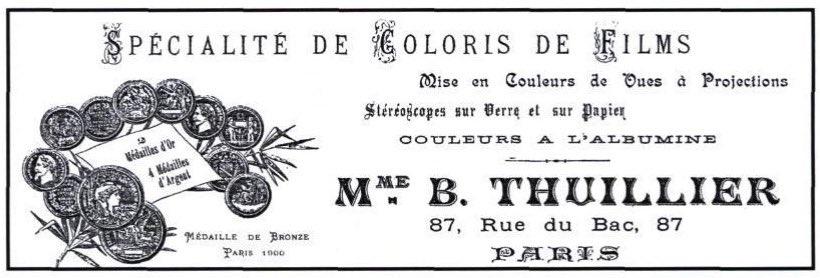 SPÉCIALITÉ DE COLORIS DE FILMS
Mise en Couleurs de Vues à Projections
Stéréoscopes sur Verre et sur Papier
COULEURS A L'ALBUMINE
MME B. THUILLIER
87, Rue du Bac, 87
PARIS
Médailles d'Or
4 Médailles
d'Argent
MÉDAILLE DE BRONZE
PARIS 1900